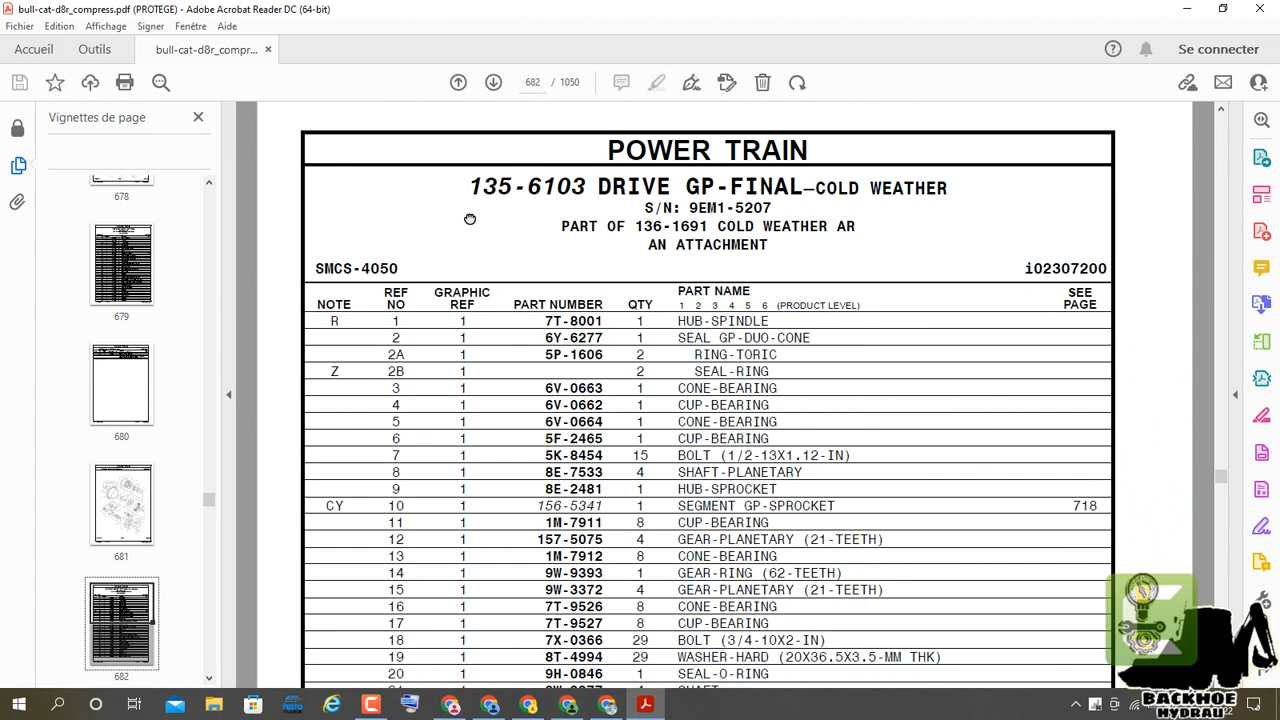 bull-cat-d8r_compress.pdf (PROTEGE) - Adobe Acrobat Reader DC (64-bit)
Fichier Edition Affichage Signer Fenêtre Aide
Accueil Outils bull-cat-d8r_compr... × Se connecter
682 / 1050
Vignettes de page
678
679
680
681
682
POWER TRAIN
135-6103 DRIVE GP-FINAL–COLD WEATHER
S/N: 9EM1-5207
PART OF 136-1691 COLD WEATHER AR
AN ATTACHMENT
SMCS-4050 i02307200
NOTE REF NO GRAPHIC REF PART NUMBER QTY PART NAME 1 2 3 4 5 6 (PRODUCT LEVEL) SEE PAGE
R 1 1 7T-8001 1 HUB-SPINDLE
2 1 6Y-6277 1 SEAL GP-DUO-CONE
2A 1 5P-1606 2 RING-TORIC
Z 2B 1 2 SEAL-RING
3 1 6V-0663 1 CONE-BEARING
4 1 6V-0662 1 CUP-BEARING
5 1 6V-0664 1 CONE-BEARING
6 1 5F-2465 1 CUP-BEARING
7 1 5K-8454 15 BOLT (1/2-13X1.12-IN)
8 1 8E-7533 4 SHAFT-PLANETARY
9 1 8E-2481 1 HUB-SPROCKET
CY 10 1 156-5341 1 SEGMENT GP-SPROCKET 718
11 1 1M-7911 8 CUP-BEARING
12 1 157-5075 4 GEAR-PLANETARY (21-TEETH)
13 1 1M-7912 8 CONE-BEARING
14 1 9W-9393 1 GEAR-RING (62-TEETH)
15 1 9W-3372 4 GEAR-PLANETARY (21-TEETH)
16 1 7T-9526 8 CONE-BEARING
17 1 7T-9527 8 CUP-BEARING
18 1 7X-0366 29 BOLT (3/4-10X2-IN)
19 1 8T-4994 29 WASHER-HARD (20X36.5X3.5-MM THK)
20 1 9H-0846 1 SEAL-O-RING
BACKHOE
HYDRAU